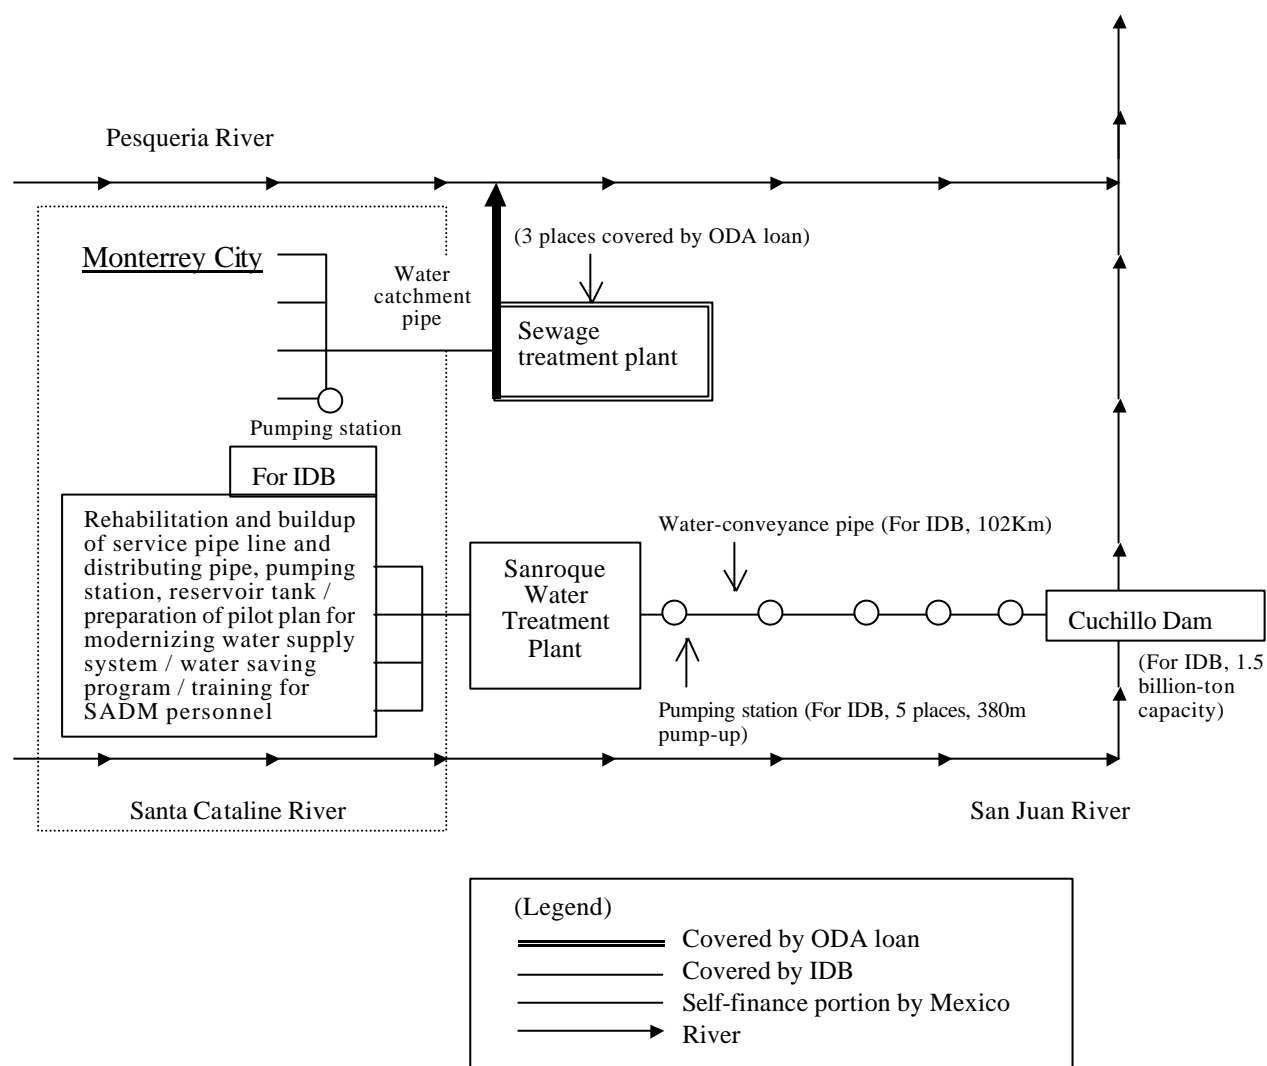 Pesqueria River
(3 places covered by ODA loan)
Monterrey City
Water
catchment
pipe
Sewage
treatment plant
Pumping station
For IDB
Rehabilitation and buildup
of service pipe line and
distributing pipe, pumping
station, reservoir tank /
preparation of pilot plan for
modernizing water supply
system / water saving
program / training for
SADM personnel
Water-conveyance pipe (For IDB, 102Km)
Sanroque
Water
Treatment
Plant
Cuchillo Dam
(For IDB, 1.5
billion-ton
capacity)
Pumping station (For IDB, 5 places, 380m
pump-up)
Santa Cataline River
San Juan River
(Legend)
Covered by ODA loan
Covered by IDB
Self-finance portion by Mexico
River